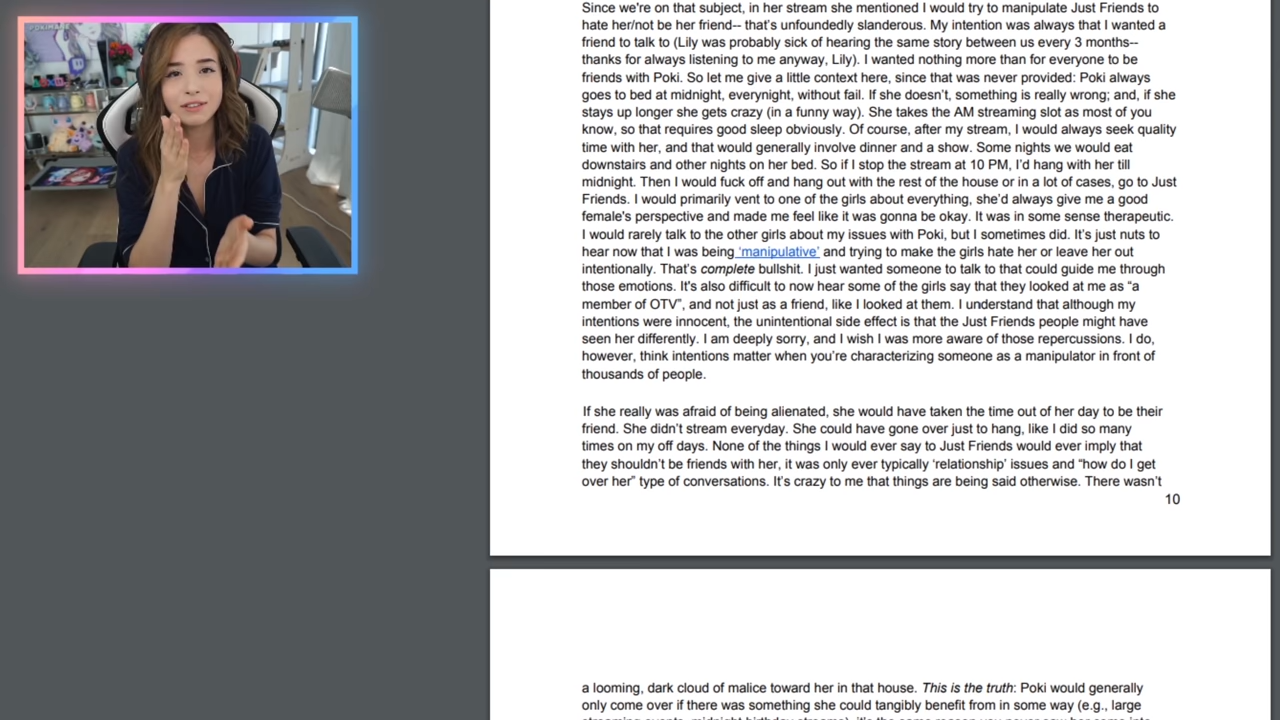 POKIMANE
Since we're on that subject, in her stream she mentioned I would try to manipulate Just Friends to
hate her/not be her friend-- that's unfoundedly slanderous. My intention was always that I wanted a
friend to talk to (Lily was probably sick of hearing the same story between us every 3 months--
thanks for always listening to me anyway, Lily). I wanted nothing more than for everyone to be
friends with Poki. So let me give a little context here, since that was never provided: Poki always
goes to bed at midnight, everynight, without fail. If she doesn't, something is really wrong; and, if she
stays up longer she gets crazy (in a funny way). She takes the AM streaming slot as most of you
know, so that requires good sleep obviously. Of course, after my stream, I would always seek quality
time with her, and that would generally involve dinner and a show. Some nights we would eat
downstairs and other nights on her bed. So if I stop the stream at 10 PM, I'd hang with her till
midnight. Then I would fuck off and hang out with the rest of the house or in a lot of cases, go to Just
Friends. I would primarily vent to one of the girls about everything, she'd always give me a good
female's perspective and made me feel like it was gonna be okay. It was in some sense therapeutic.
I would rarely talk to the other girls about my issues with Poki, but I sometimes did. It's just nuts to
hear now that I was being 'manipulative' and trying to make the girls hate her or leave her out
intentionally. That's complete bullshit. I just wanted someone to talk to that could guide me through
those emotions. It's also difficult to now hear some of the girls say that they looked at me as “a
member of OTV”, and not just as a friend, like I looked at them. I understand that although my
intentions were innocent, the unintentional side effect is that the Just Friends people might have
seen her differently. I am deeply sorry, and I wish I was more aware of those repercussions. I do,
however, think intentions matter when you're characterizing someone as a manipulator in front of
thousands of people.
If she really was afraid of being alienated, she would have taken the time out of her day to be their
friend. She didn't stream everyday. She could have gone over just to hang, like I did so many
times on my off days. None of the things I would ever say to Just Friends would ever imply that
they shouldn't be friends with her, it was only ever typically 'relationship' issues and “how do I get
over her” type of conversations. It's crazy to me that things are being said otherwise. There wasn't
10
a looming, dark cloud of malice toward her in that house. This is the truth: Poki would generally
only come over if there was something she could tangibly benefit from in some way (e.g., large